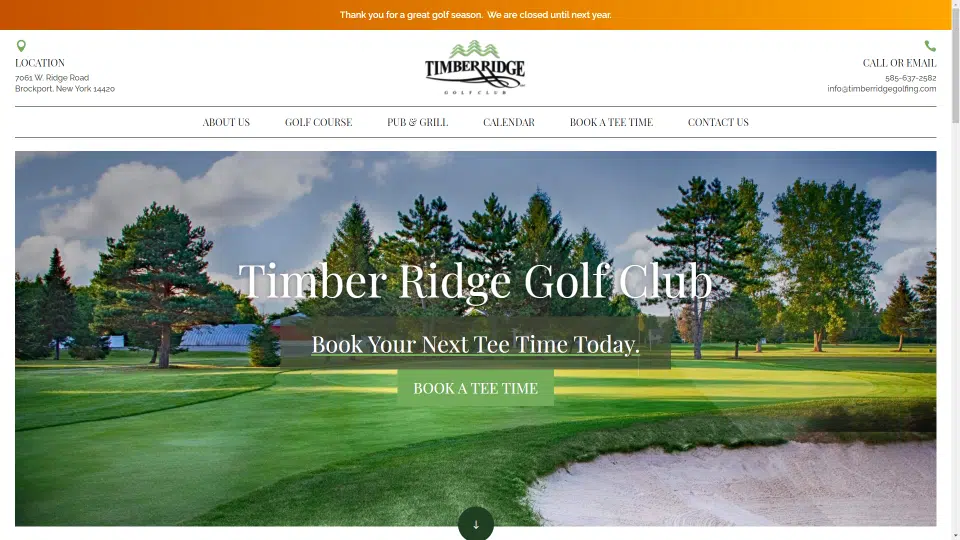 Thank you for a great golf season. We are closed until next year.
LOCATION
7061 W. Ridge Road
Brockport, New York 14420
TIMBERRIDGE
GOLF CLUB
CALL OR EMAIL
585-637-2582
info@timberridgegolfing.com
ABOUT US
GOLF COURSE
PUB & GRILL
CALENDAR
BOOK A TEE TIME
CONTACT US
Timber Ridge Golf Club
Book Your Next Tee Time Today.
BOOK A TEE TIME